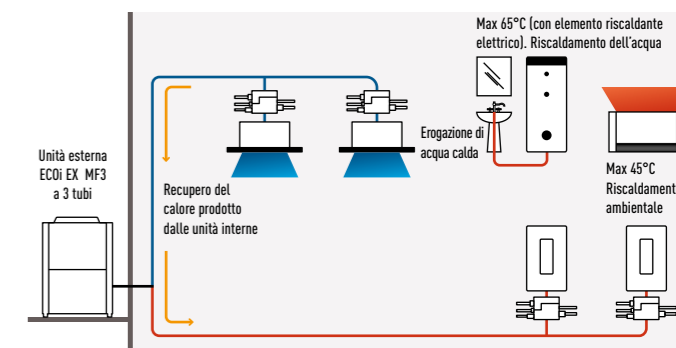 Max 65°C (con elemento riscaldante
elettrico). Riscaldamento dell'acqua
Erogazione di
acqua calda
Unità esterna
ECOi EX MF3
a 3 tubi
Recupero del
calore prodotto
dalle unità interne
Max 45°C
Riscaldament
ambientale